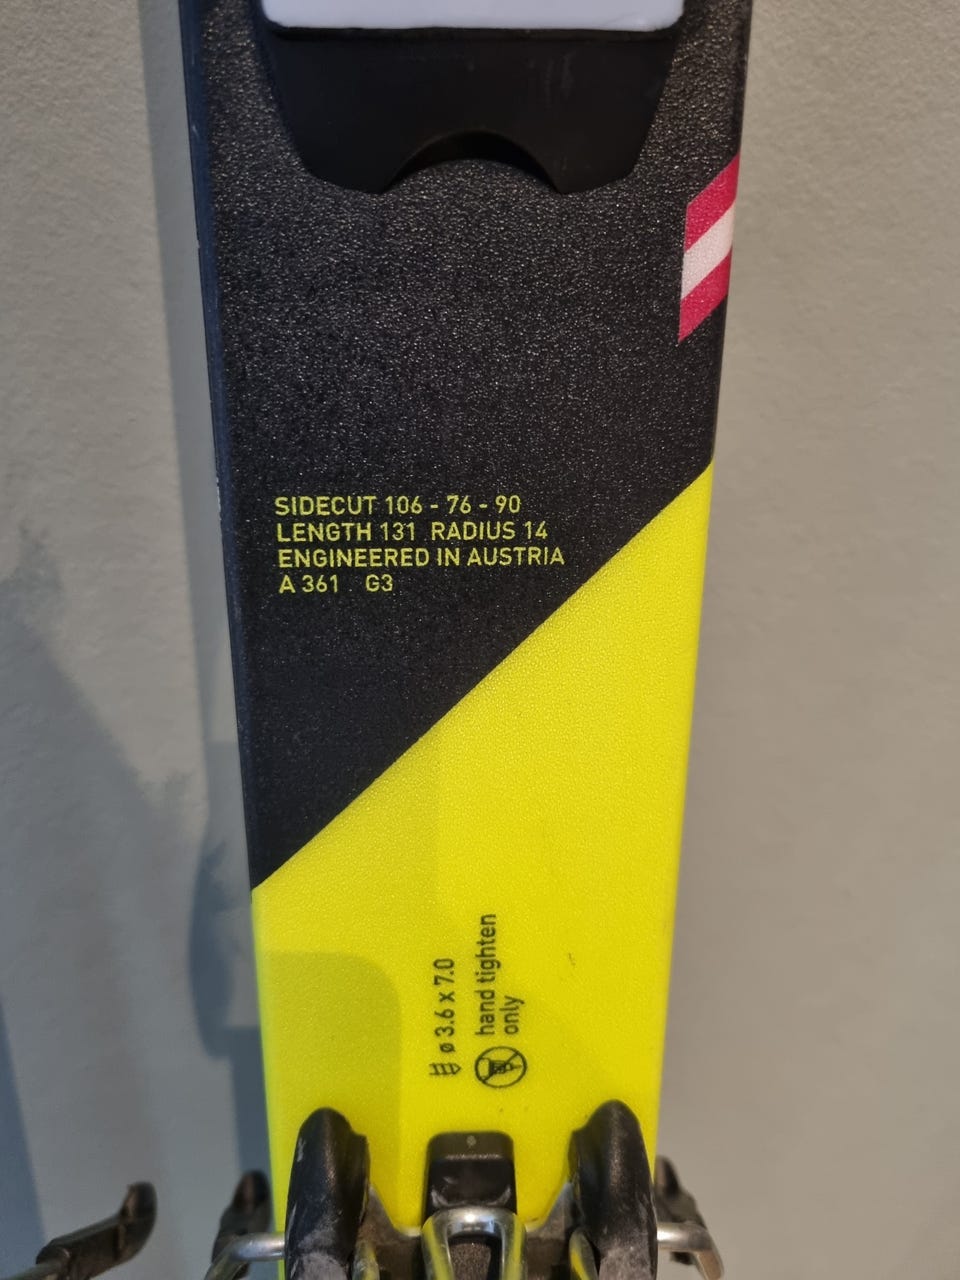 SIDECUT 106 - 76 - 90
LENGTH 131 RADIUS 14
ENGINEERED IN AUSTRIA
A 361 G3
ø 3.6 x 7.0
hand tighten
only